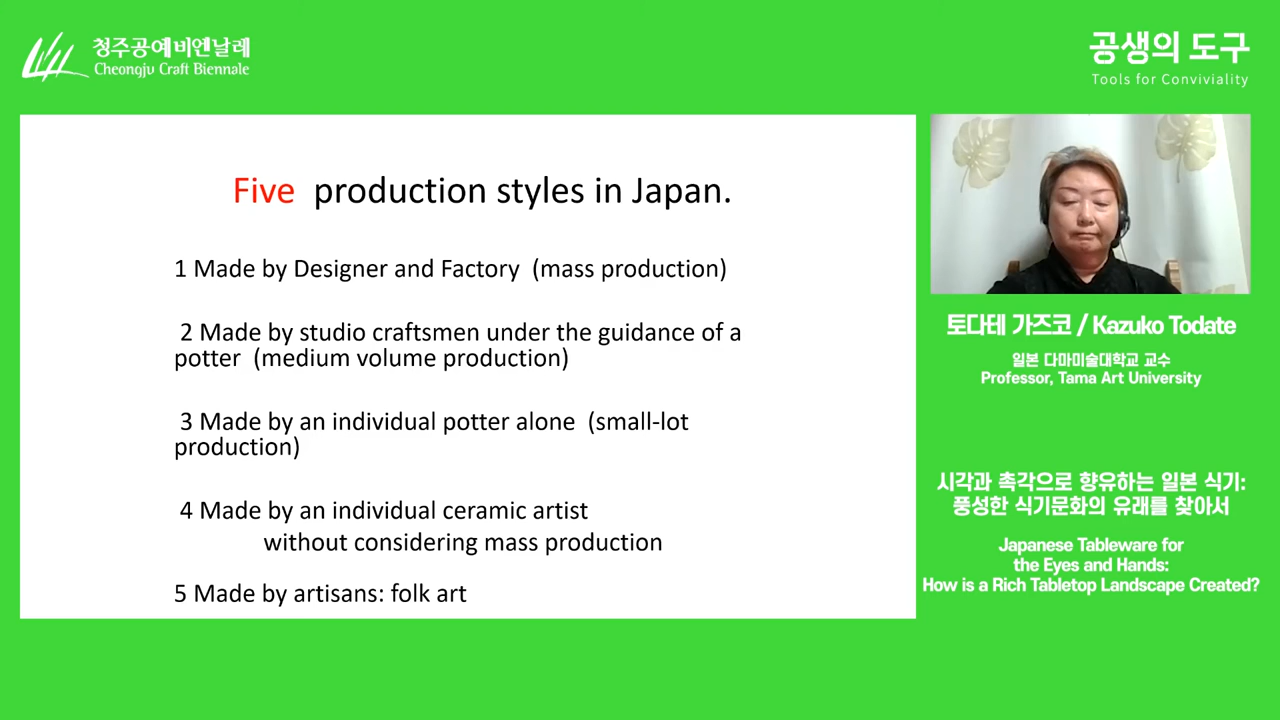 청주공예비엔날레
Cheongju Craft Biennale
공생의 도구
Tools for Conviviality
Five production styles in Japan.
1 Made by Designer and Factory (mass production)
2 Made by studio craftsmen under the guidance of a
potter (medium volume production)
3 Made by an individual potter alone (small-lot
production)
4 Made by an individual ceramic artist
without considering mass production
5 Made by artisans: folk art
토다테 가즈코 / Kazuko Todate
일본 다마미술대학교 교수
Professor, Tama Art University
시각과 촉각으로 향유하는 일본 식기:
풍성한 식기문화의 유래를 찾아서
Japanese Tableware for
the Eyes and Hands:
How is a Rich Tabletop Landscape Created?